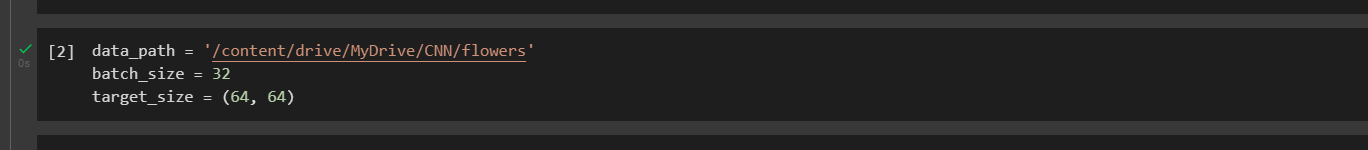 [2] data_path = '/content/drive/MyDrive/CNN/flowers'
0s batch_size = 32
target_size = (64, 64)